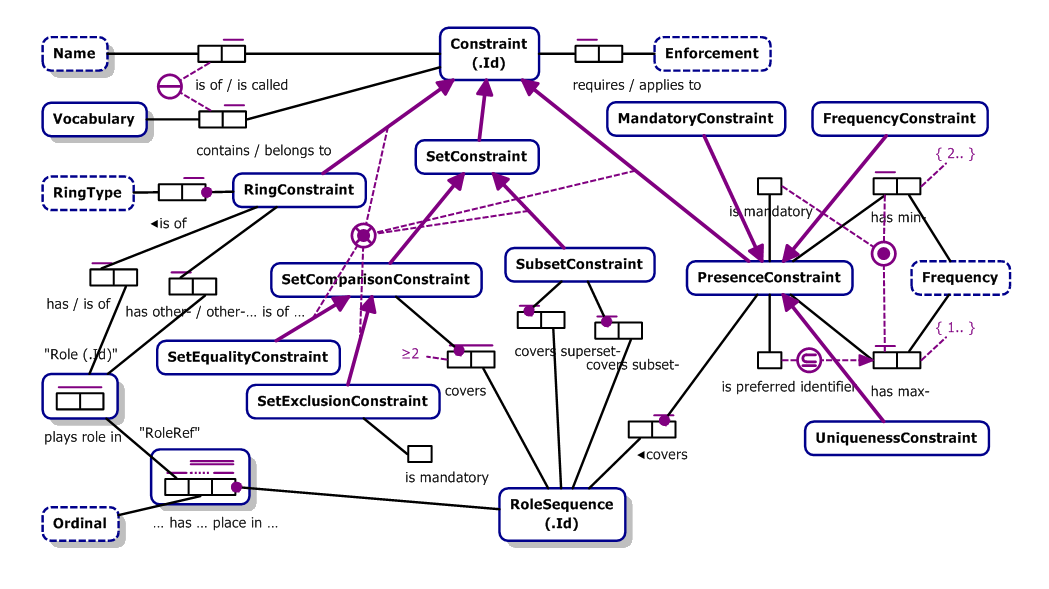 Name
Constraint
(.Id)
Enforcement
is of / is called
requires / applies to
Vocabulary
MandatoryConstraint
FrequencyConstraint
contains / belongs to
SetConstraint
{ 2.. }
RingType
RingConstraint
is mandatory
has min-
◄is of
SetComparisonConstraint
SubsetConstraint
PresenceConstraint
Frequency
has / is of
has other- / other-... is of ...
{ 1.. }
"Role (.Id)"
SetEqualityConstraint
≥2
covers superset-
covers subset-
covers
is preferred identifier
has max-
SetExclusionConstraint
plays role in
"RoleRef"
UniquenessConstraint
◄covers
is mandatory
RoleSequence
(.Id)
Ordinal
... has ... place in ...